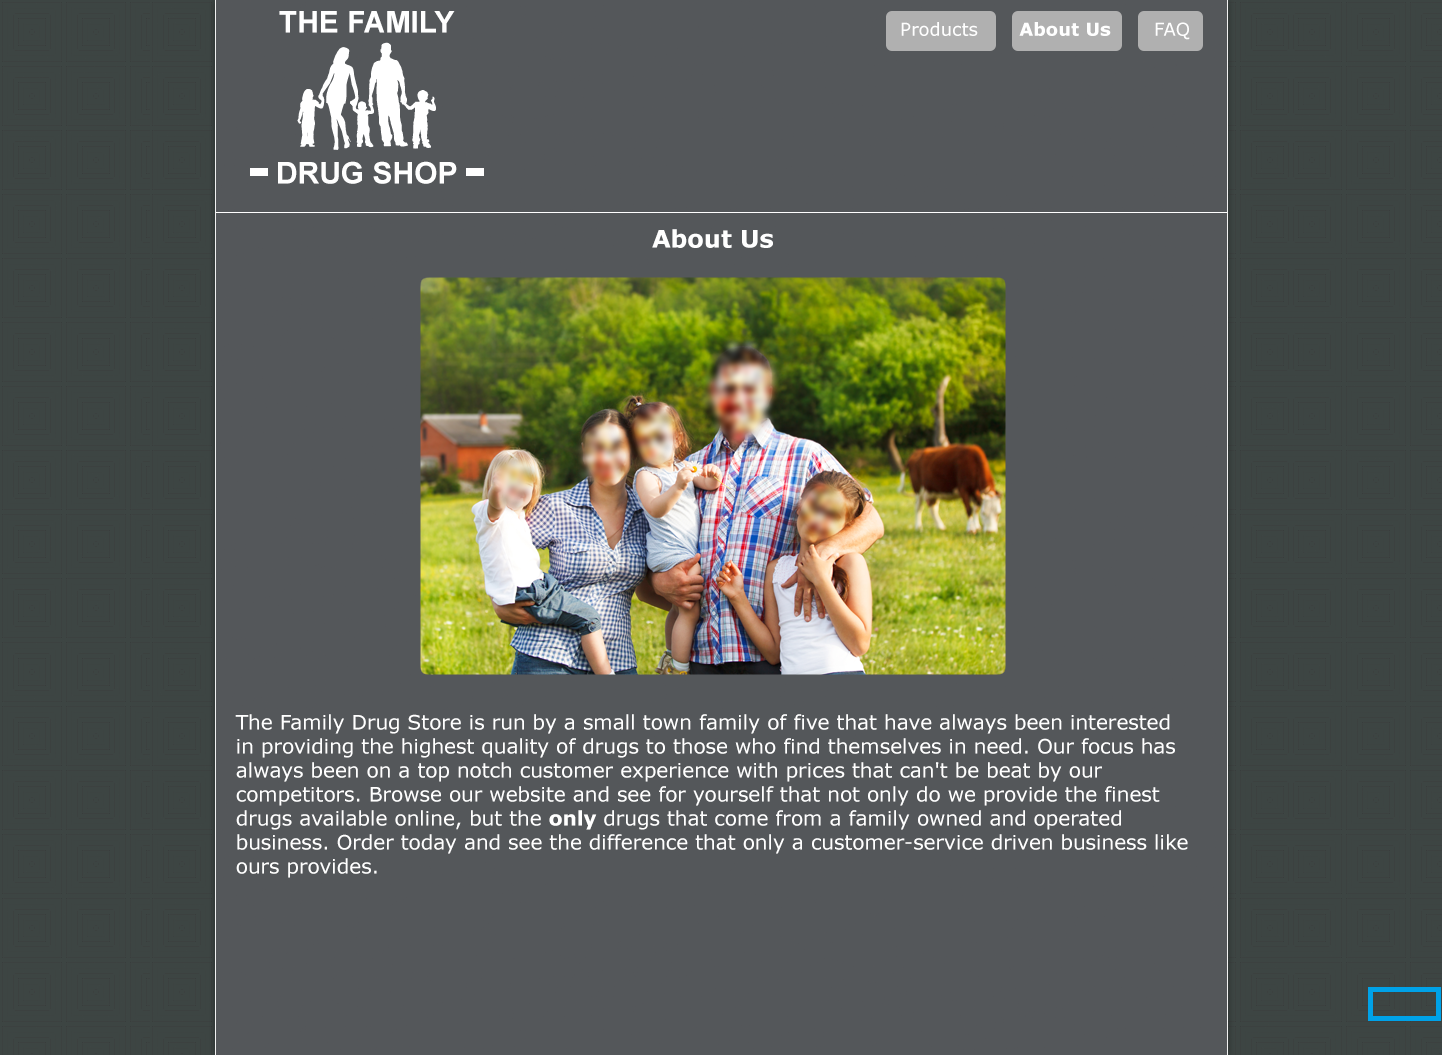 THE FAMILY
DRUG SHOP
Products
About Us
FAQ
About Us
The Family Drug Store is run by a small town family of five that have always been interested
in providing the highest quality of drugs to those who find themselves in need. Our focus has
always been on a top notch customer experience with prices that can't be beat by our
competitors. Browse our website and see for yourself that not only do we provide the finest
drugs available online, but the only drugs that come from a family owned and operated
business. Order today and see the difference that only a customer-service driven business like
ours provides.